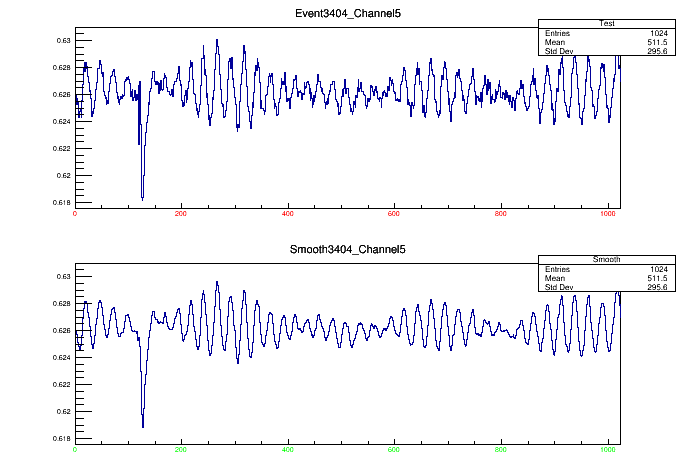 Event3404_Channel5
Test
Entries 1024
Mean 511.5
Std Dev 295.6
0.63
0.628
0.626
0.624
0.622
0.62
0.618
0 200 400 600 800 1000
Smooth3404_Channel5
Smooth
Entries 1024
Mean 511.5
Std Dev 295.6
0.63
0.628
0.626
0.624
0.622
0.62
0.618
0 200 400 600 800 1000